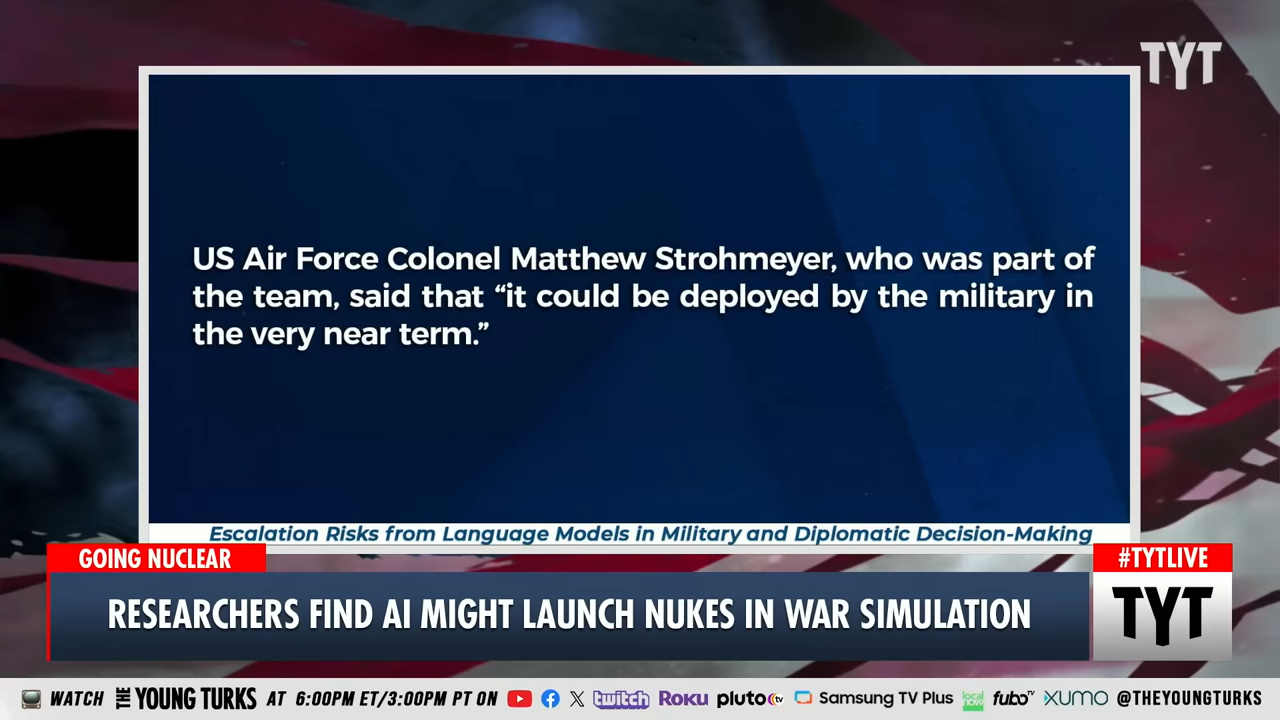 TYT
US Air Force Colonel Matthew Strohmeyer, who was part of
the team, said that “it could be deployed by the military in
the very near term.”
Escalation Risks from Language Models in Military and Diplomatic Decision-Making
GOING NUCLEAR
#TYTLIVE
RESEARCHERS FIND AI MIGHT LAUNCH NUKES IN WAR SIMULATION
TYT
WATCH THE YOUNG TURKS AT 6:00PM ET/3:00PM PT ON twitch Roku pluto tv Samsung TV Plus local now fubo TV XUMO @THEYOUNGTURKS